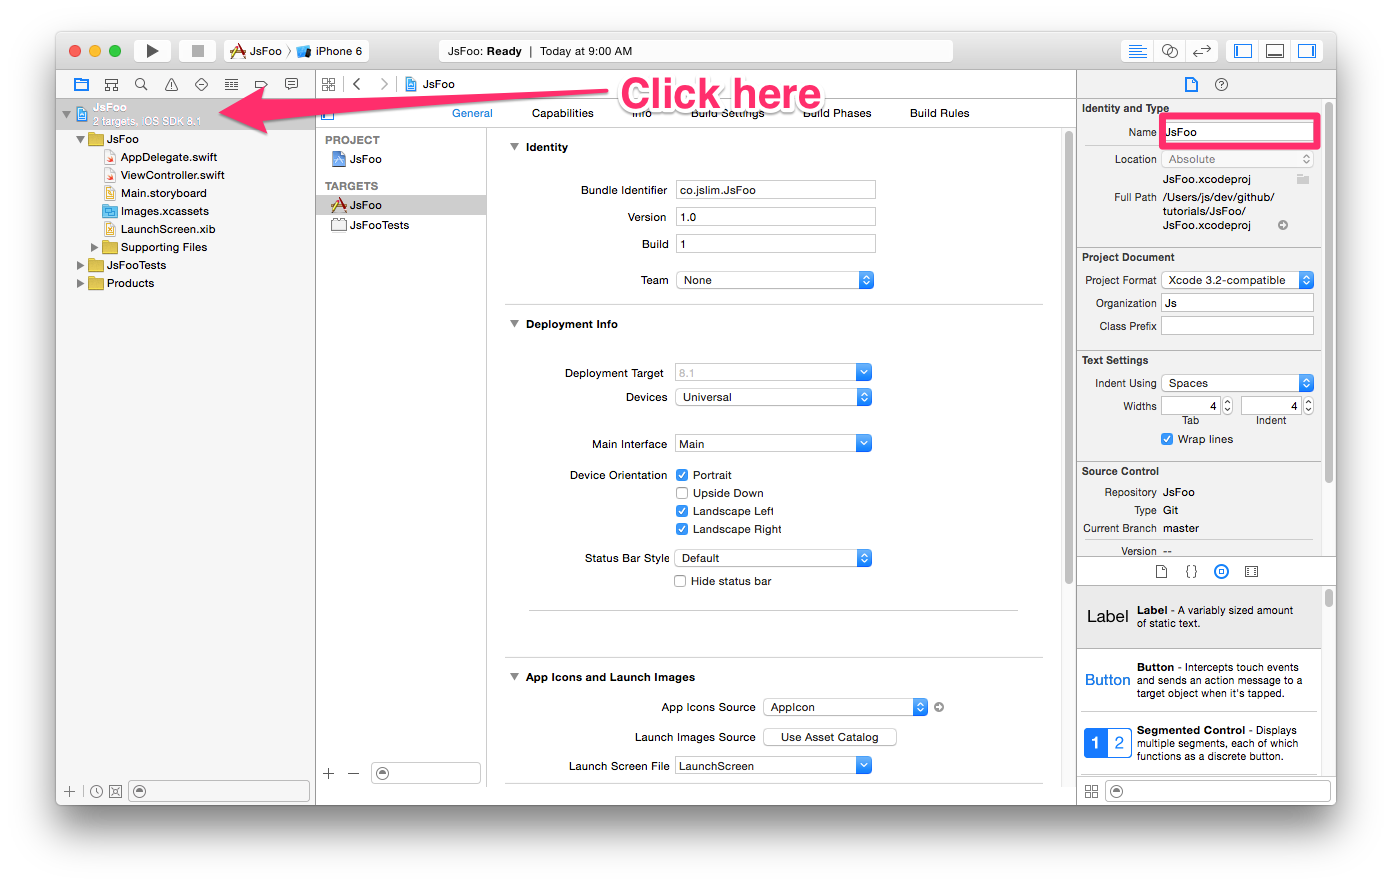 JsFoo
iPhone 6
JsFoo: Ready | Today at 9:00 AM
JsFoo
Click here
JsFoo
2 targets, iOS SDK 8.1
JsFoo
AppDelegate.swift
ViewController.swift
Main.storyboard
Images.xcassets
LaunchScreen.xib
Supporting Files
JsFooTests
Products
General
Capabilities
Info
Build Settings
Build Phases
Build Rules
PROJECT
JsFoo
TARGETS
JsFoo
JsFooTests
Identity
Bundle Identifier co.jslim.JsFoo
Version 1.0
Build 1
Team None
Deployment Info
Deployment Target 8.1
Devices Universal
Main Interface Main
Device Orientation Portrait
Upside Down
Landscape Left
Landscape Right
Status Bar Style Default
Hide status bar
App Icons and Launch Images
App Icons Source AppIcon
Launch Images Source Use Asset Catalog
Launch Screen File LaunchScreen
Identity and Type
Name JsFoo
Location Absolute
JsFoo.xcodeproj
Full Path /Users/js/dev/github/
tutorials/JsFoo/
JsFoo.xcodeproj
Project Document
Project Format Xcode 3.2-compatible
Organization Js
Class Prefix
Text Settings
Indent Using Spaces
Widths 4 4
Tab Indent
Wrap lines
Source Control
Repository JsFoo
Type Git
Current Branch master
Version --
{ }
Label Label - A variably sized amount
of static text.
Button Button - Intercepts touch events
and sends an action message to a
target object when it's tapped.
1 2 Segmented Control - Displays
multiple segments, each of which
functions as a discrete button.